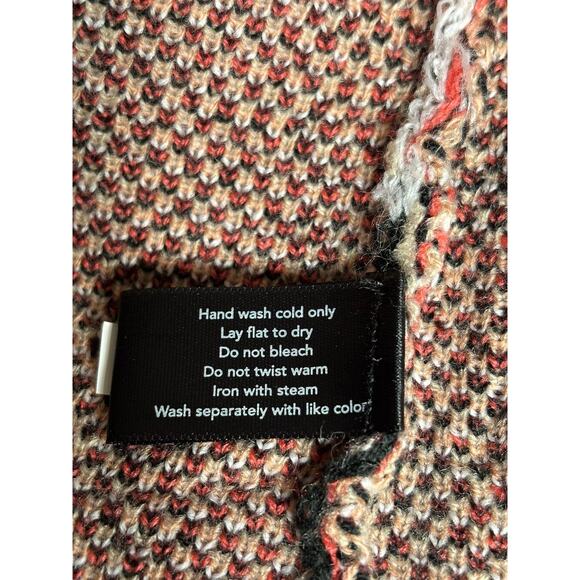 Hand wash cold only
Lay flat to dry
Do not bleach
Do not twist warm
Iron with steam
Wash separately with like color